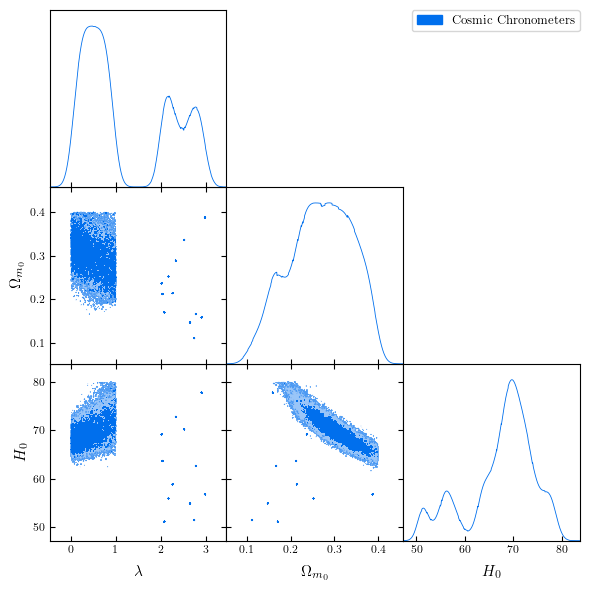 Cosmic Chronometers
Ω_{m_0}
0.4
0.3
0.2
0.1
H_0
80
70
60
50
0 1 2 3
λ
0.1 0.2 0.3 0.4
Ω_{m_0}
50 60 70 80
H_0